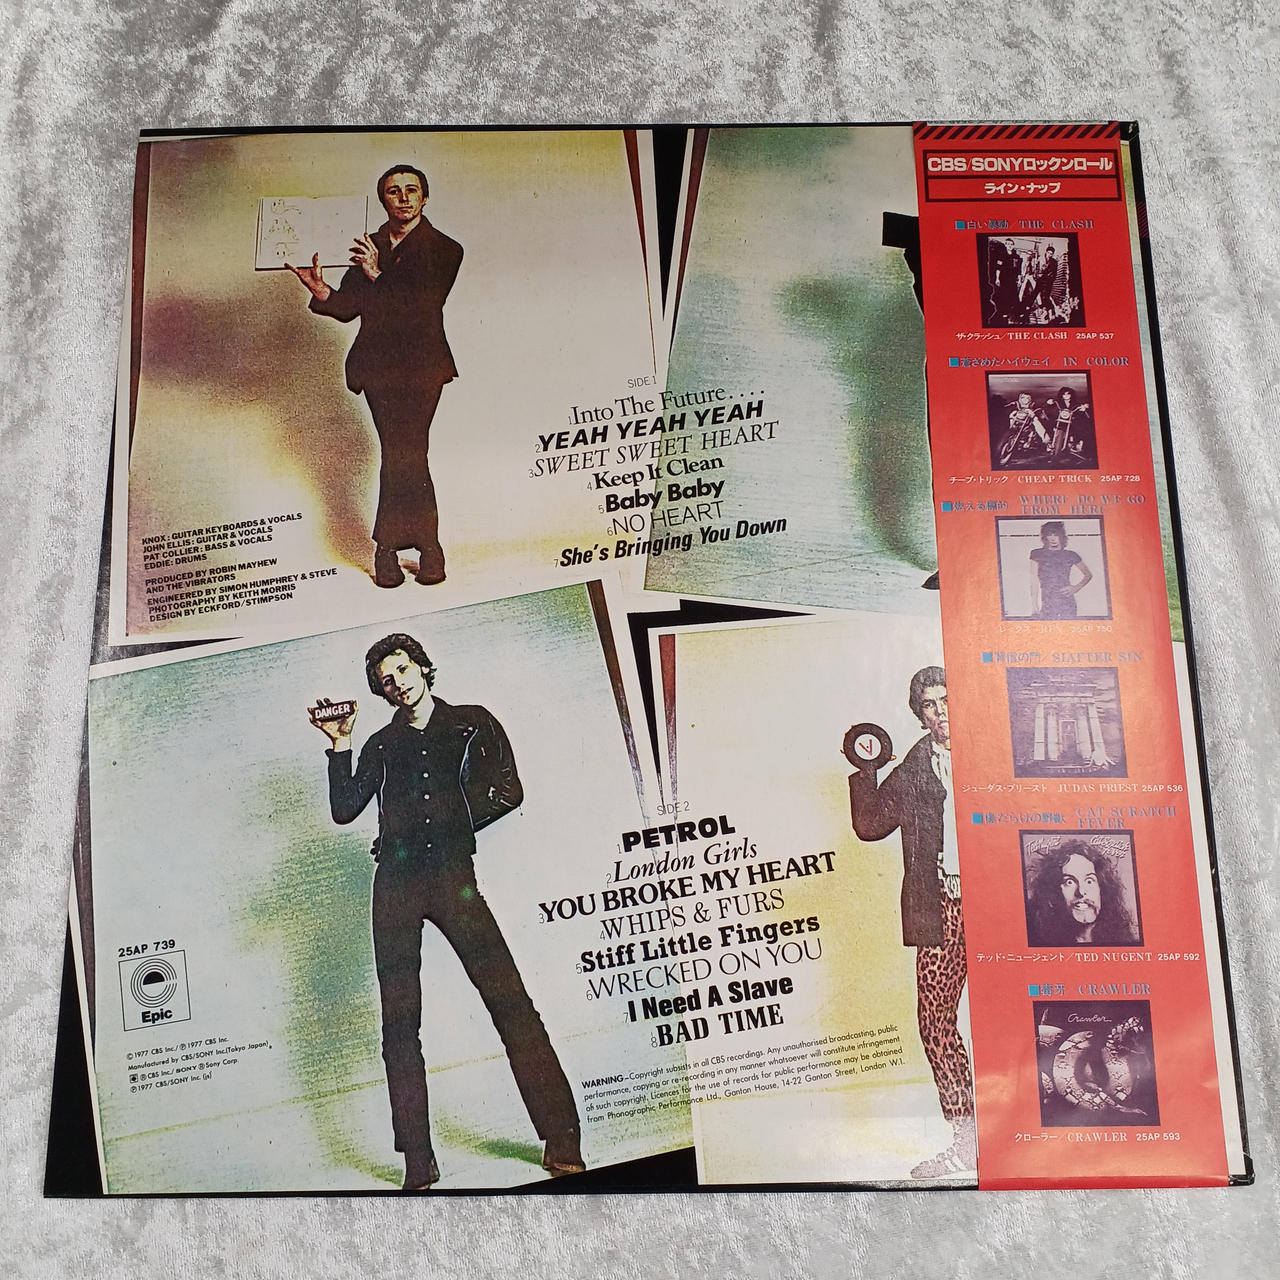 SIDE 1
1 Into The Future....
2 YEAH YEAH YEAH
3 SWEET SWEET HEART
4 Keep It Clean
5 Baby Baby
6 NO HEART
7 She's Bringing You Down
KNOX: GUITAR KEYBOARDS & VOCALS
JOHN ELLIS: GUITAR & VOCALS
PAT COLLIER: BASS & VOCALS
EDDIE: DRUMS
PRODUCED BY ROBIN MAYHEW
AND THE VIBRATORS
ENGINEERED BY SIMON HUMPHREY & STEVE
PHOTOGRAPHY BY KEITH MORRIS
DESIGN BY ECKFORD/STIMPSON
DANGER
SIDE 2
1 PETROL
2 London Girls
3 YOU BROKE MY HEART
4 WHIPS & FURS
5 Stiff Little Fingers
6 WRECKED ON YOU
7 I Need A Slave
8 BAD TIME
25AP 739
Epic
©1977 CBS Inc./℗1977 CBS Inc.
Manufactured by CBS/SONY Inc.(Tokyo Japan).
®CBS Inc./SONY ®Sony Corp.
℗1977 CBS/SONY Inc. (js)
WARNING–Copyright subsists in all CBS recordings. Any unauthorised broadcasting, public
performance, copying or re-recording in any manner whatsoever will constitute infringement
of such copyright. Licences for the use of records for public performance may be obtained
from Phonographic Performance Ltd., Ganton House, 14-22 Ganton Street, London W.1.
CBS/SONYロックンロール
ライン・ナップ
■白い暴動/THE CLASH
ザ・クラッシュ/THE CLASH 25AP 537
■蒼ざめたハイウェイ/IN COLOR
チープ・トリック/CHEAP TRICK 25AP 728
WHERE DO WE GO
FROM HERE
25AP 750
■背信の門/SIN AFTER SIN
ジューダス・プリースト JUDAS PRIEST 25AP 536
CAT SCRATCH
FEVER
テッド・ニュージェント/TED NUGENT 25AP 592
■毒牙 CRAWLER
Crawler
クローラー/CRAWLER 25AP 593